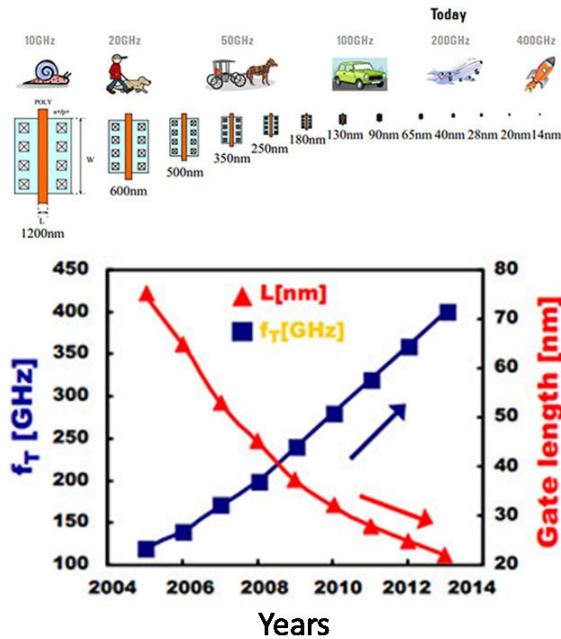 Today
10GHz 20GHz 50GHz 100GHz 200GHz 400GHz
POLY
n+/p+
W
L
1200nm
600nm
500nm
350nm
250nm
180nm
130nm
90nm
65nm
40nm
28nm
20nm
14nm
450
400
350
300
250
200
150
100
f_T [GHz]
L[nm]
f_T[GHz]
80
70
60
50
40
30
20
Gate length [nm]
2004 2006 2008 2010 2012 2014
Years